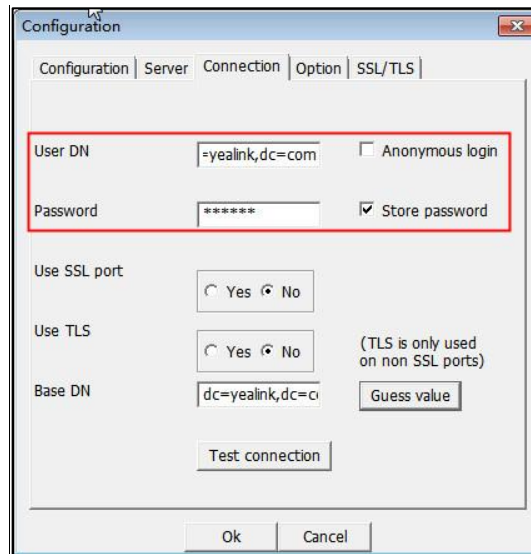 Configuration
Configuration Server Connection Option SSL/TLS
User DN =yealink,dc=com Anonymous login
Password ****** Store password
Use SSL port
Yes No
Use TLS
Yes No (TLS is only used
on non SSL ports)
Base DN dc=yealink,dc=c Guess value
Test connection
Ok Cancel